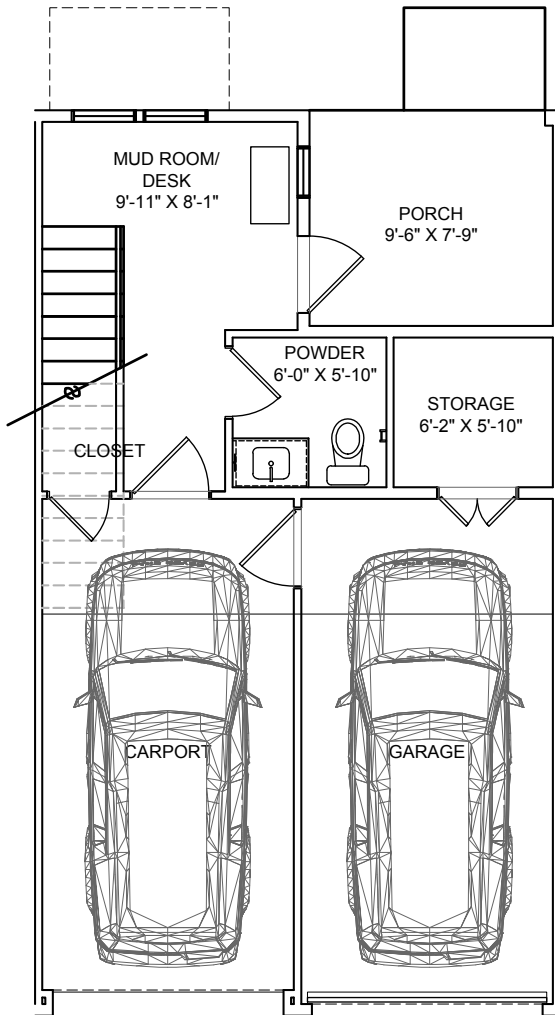 MUD ROOM/
DESK
9'-11" X 8'-1"
PORCH
9'-6" X 7'-9"
POWDER
6'-0" X 5'-10"
STORAGE
6'-2" X 5'-10"
CLOSET
CARPORT
GARAGE